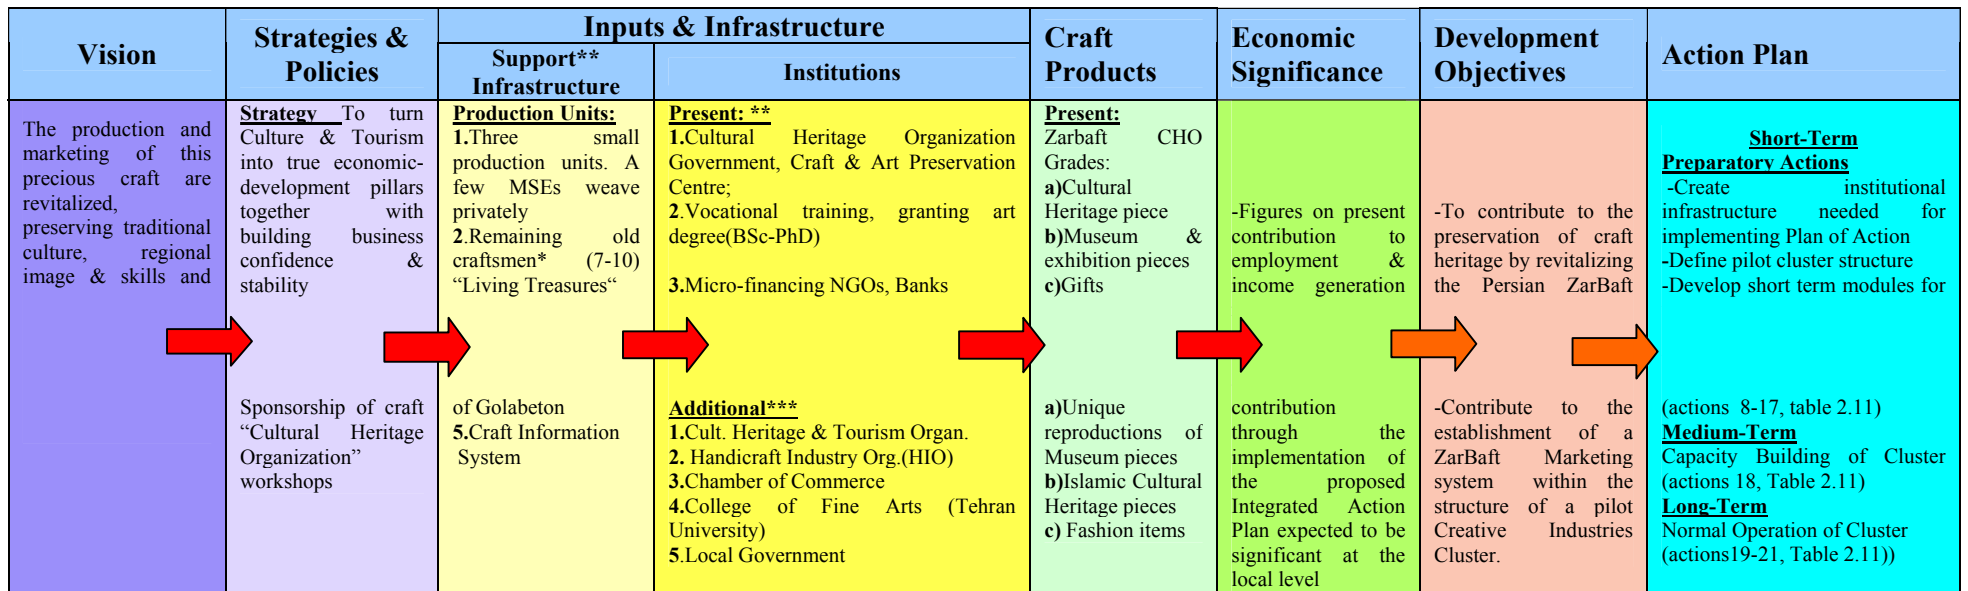 Vision
Strategies &
Policies
Inputs & Infrastructure
Support**
Infrastructure
Institutions
Craft
Products
Economic
Significance
Development
Objectives
Action Plan
The production and
marketing of this
precious craft are
revitalized,
preserving traditional
culture, regional
image & skills and
Strategy To turn
Culture & Tourism
into true economic-
development pillars
together with
building business
confidence &
stability
Sponsorship of craft
“Cultural Heritage
Organization”
workshops
Production Units:
1.Three small
production units. A
few MSEs weave
privately
2.Remaining old
craftsmen* (7-10)
“Living Treasures“
of Golabeton
5.Craft Information
System
Present: **
1.Cultural Heritage Organization
Government, Craft & Art Preservation
Centre;
2.Vocational training, granting art
degree(BSc-PhD)
3.Micro-financing NGOs, Banks
Additional***
1.Cult. Heritage & Tourism Organ.
2. Handicraft Industry Org.(HIO)
3.Chamber of Commerce
4.College of Fine Arts (Tehran
University)
5.Local Government
Present:
Zarbaft CHO
Grades:
a)Cultural
Heritage piece
b)Museum &
exhibition pieces
c)Gifts
a)Unique
reproductions of
Museum pieces
b)Islamic Cultural
Heritage pieces
c) Fashion items
-Figures on present
contribution to
employment &
income generation
contribution
through the
implementation of
the proposed
Integrated Action
Plan expected to be
significant at the
local level
-To contribute to the
preservation of craft
heritage by revitalizing
the Persian ZarBaft
-Contribute to the
establishment of a
ZarBaft Marketing
system within the
structure of a pilot
Creative Industries
Cluster.
Short-Term
Preparatory Actions
-Create institutional
infrastructure needed for
implementing Plan of Action
-Define pilot cluster structure
-Develop short term modules for
(actions 8-17, table 2.11)
Medium-Term
Capacity Building of Cluster
(actions 18, Table 2.11)
Long-Term
Normal Operation of Cluster
(actions19-21, Table 2.11))